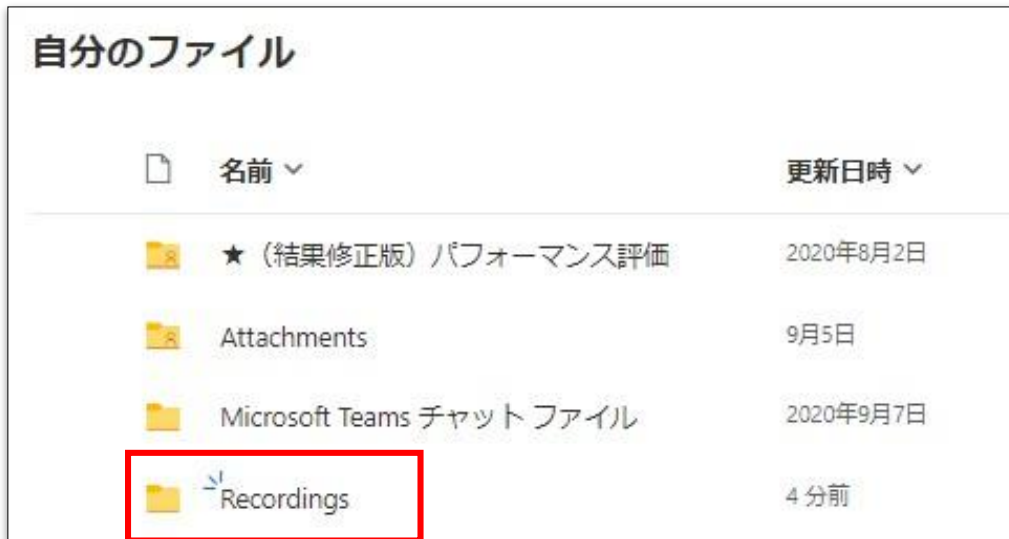 自分のファイル
名前 更新日時
★（結果修正版）パフォーマンス評価 2020年8月2日
Attachments 9月5日
Microsoft Teams チャット ファイル 2020年9月7日
Recordings 4 分前